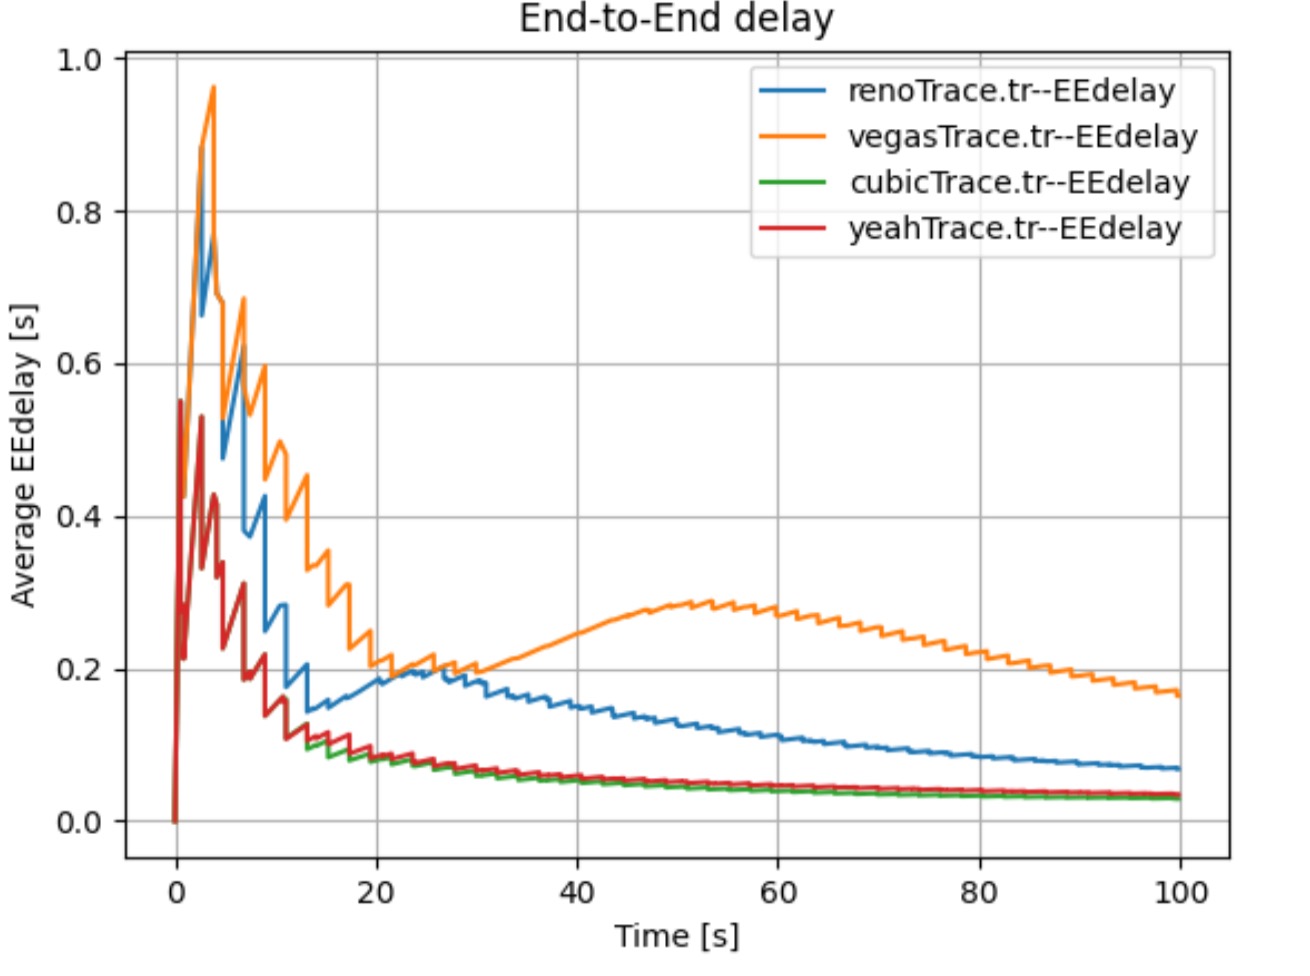 End-to-End delay
renoTrace.tr--EEdelay
vegasTrace.tr--EEdelay
cubicTrace.tr--EEdelay
yeahTrace.tr--EEdelay
Average EEdelay [s]
1.0
0.8
0.6
0.4
0.2
0.0
0 20 40 60 80 100
Time [s]